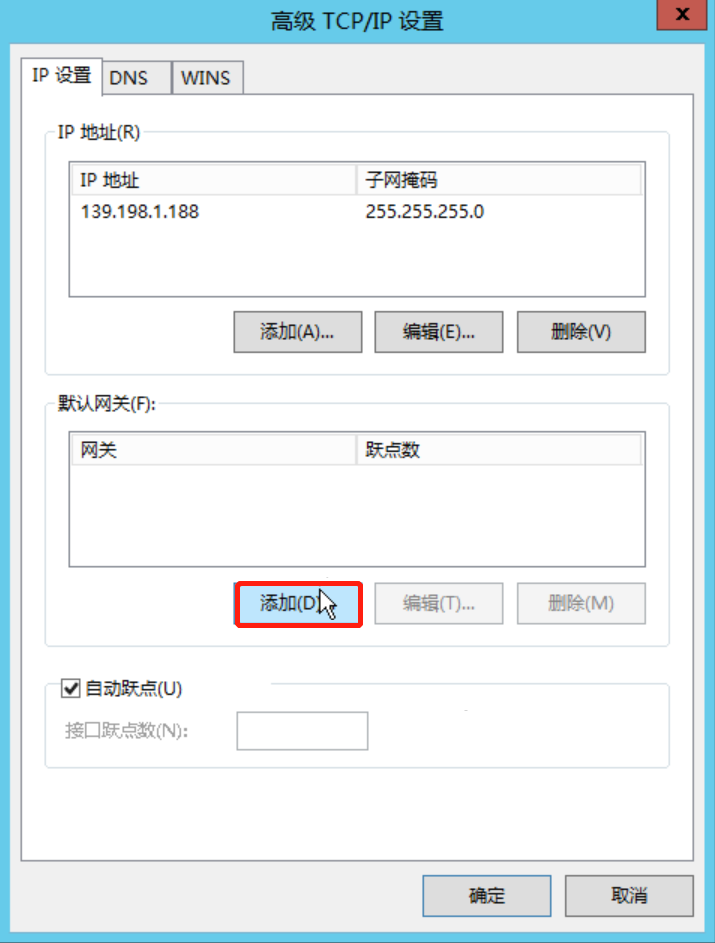 高级 TCP/IP 设置
X
IP 设置 DNS WINS
IP 地址(R)
IP 地址 子网掩码
139.198.1.188 255.255.255.0
添加(A)... 编辑(E)... 删除(V)
默认网关(F):
网关 跃点数
添加(D) 编辑(T)... 删除(M)
自动跃点(U)
接口跃点数(N):
确定 取消